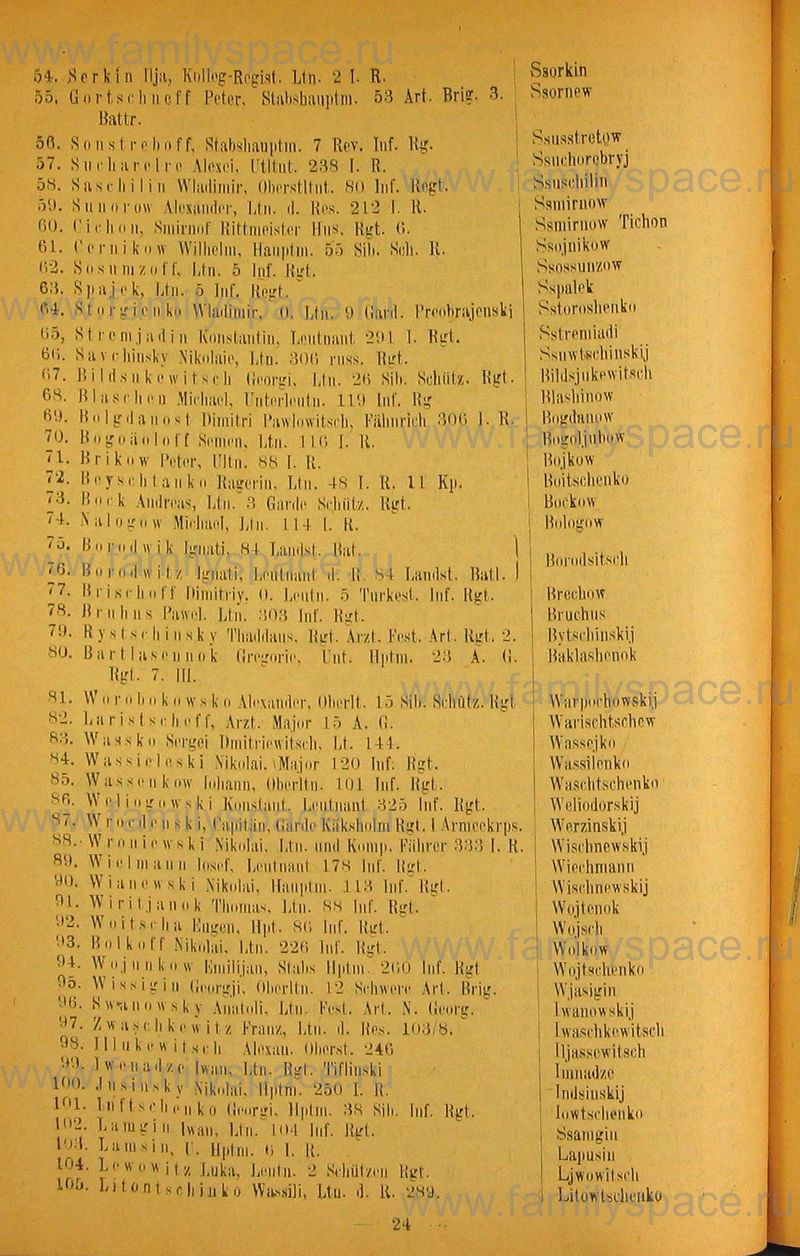 54. Serkin Ilja, Kolleg-Regist. Ltn. 2 I. R. Ssorkin
55, Gortschneff Peter, Stabshauptm. 53 Art. Brig. 3. Ssornew
Battr.
56. Sonstrehoff, Stabshauptm. 7 Rev. Inf. Rg. Ssusstretow
57. Sucharelre Alexei, Utltnt. 238 I. R. Ssuchorebryj
58. Saschilin Wladimir, Oberstltnt. 80 Inf. Regt. Ssuschilin
59. Sunorow Alexander, Ltn. d. Res. 212 I. R. Ssmirnow
60. Cichon, Smirnof Rittmeister Hus. Rgt. 6. Ssmirnow Tichon
61. Cernikow Wilhelm, Hauptm. 55 Sib. Sch. R. Ssojnikow
62. Sosumzoff, Ltn. 5 Inf. Rgt. Ssossunzow
63. Spajek, Ltn. 5 Inf. Regt. Sspalek
64. Storgienko Wladimir, O. Ltn. 9 Gard. Preobrajenski Sstoroshenko
65, Stremjadin Konstantin, Leutnant 291 I. Rgt. Sstremiadi
66. Savchinsky Nikolaie, Ltn. 306 russ. Rgt. Ssuwtschinskij
67. Bildsukewitsch Georgi, Ltn. 26 Sib. Schütz. Rgt. Bildsjukewitsch
68. Blaschen Michael, Unterleutn. 119 Inf. Rg Blashinow
69. Bolgdanost Dimitri Pawlowitsch, Fähnrich 306 I. R. Bogdanow
70. Bogoäoloff Semen, Ltn. 116 I. R. Bogoljubow
71. Brikow Peter, Ultn. 88 I. R. Bojkow
72. Beyschtanko Ragerin, Ltn. 48 I. R. 11 Kp. Boitschenko
73. Bock Andreas, Ltn. 3 Garde Schütz. Rgt. Bockow
74. Nalogow Michael, Ltn. 114 I. R. Bologow
75. Borodwik Ignati, 84 Landst. Bat.
76. Borodwitz Ignati, Leutnant d. R. 84 Landst. Batl. Borodsitsch
77. Brischoff Dimitriy, O. Leutn. 5 Turkest. Inf. Rgt. Brechow
78. Bruhns Pawel. Ltn. 303 Inf. Rgt. Bruchus
79. Rystschinsky Thaddaus, Rgt. Arzt. Fest. Art. Rgt. 2. Bytschinskij
80. Bartlasennok Gregorie, Unt. Hptm. 23 A. G. Baklashenok
Rgt. 7. III.
81. Worobokowsko Alexander, Oberlt. 15 Sib. Schütz. Rgt Warpochowskij
82. Laristscheff, Arzt. Major 15 A. G. Warischtschew
83. Wassko Sergei Dmitriewitsch, Lt. 144. Wassejko
84. Wassieleski Nikolai, Major 120 Inf. Rgt. Wassilenko
85. Wassenkow Iohann, Oberltn. 101 Inf. Rgt. Waschtschenko
86. Weliogowski Konstant. Leutnant 325 Inf. Rgt. Weliodorskij
87. Wroedenski, Capitän, Garde Käksholm Rgt. I Armeekrps. Werzinskij
88. Wroniewski Nikolai, Ltn. und Komp. Führer 333 I. R. Wischnewskij
89. Wielmann Iosef, Leutnant 178 Inf. Rgt. Wiechmann
90. Wianewski Nikolai, Hauptm. 113 Inf. Rgt. Wischnewskij
91. Wiritjanok Thomas, Ltn. 88 Inf. Rgt. Wojtenok
92. Woitscha Eugen, Hpt. 86 Inf. Rgt. Wojsch
93. Bolkoff Nikolai, Ltn. 226 Inf. Rgt. Wolkow
94. Wojunkow Emilijan, Stabs Hptm. 260 Inf. Rgt Wojtschenko
95. Wissigin Georgji, Oberltn. 12 Schwere Art. Brig. Wjasigin
96. Swanowsky Anatoli, Ltn. Fest. Art. N. Georg. Iwanowskij
97. Zwaschkewitz Franz, Ltn. d. Res. 103/8. Iwaschkewitsch
98. Illukewitsch Alexan. Oberst. 246 Iljassewitsch
99. Iwenadze Iwan, Ltn. Rgt. Tiflinski Imnadze
100. Jusinsky Nikolai, Hptm. 250 I. R. Indsinskij
101. Inftschenko Georgi, Hptm. 38 Sib. Inf. Rgt. Iowtschenko
102. Lamgin Iwan, Ltn. 104 Inf. Rgt. Ssamgin
103. Lamsin, U. Hptm. 6 I. R. Lapusin
104. Lewowitz Luka, Leutn. 2 Schützen Rgt. Ljwowitsch
105. Litontschinko Wassili, Ltn. d. R. 289. Litowtschenko
24